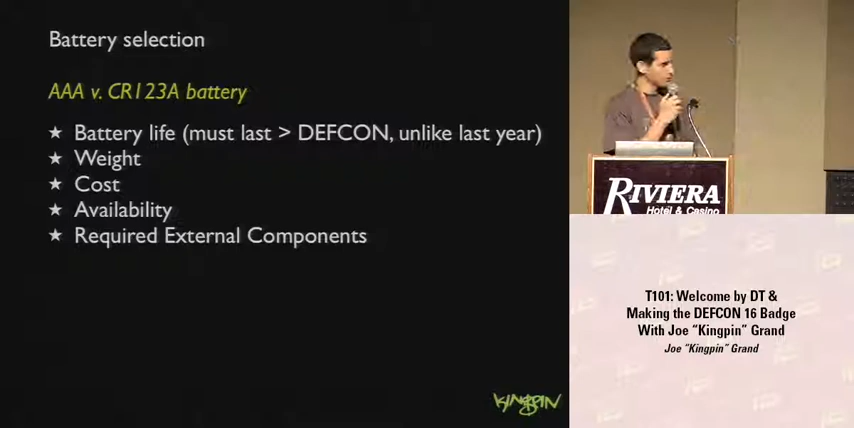 Battery selection
AAA v. CR123A battery
★ Battery life (must last > DEFCON, unlike last year)
★ Weight
★ Cost
★ Availability
★ Required External Components
KINGPIN
RIVIERA
Hotel & Casino
T101: Welcome by DT &
Making the DEFCON 16 Badge
With Joe “Kingpin” Grand
Joe “Kingpin” Grand